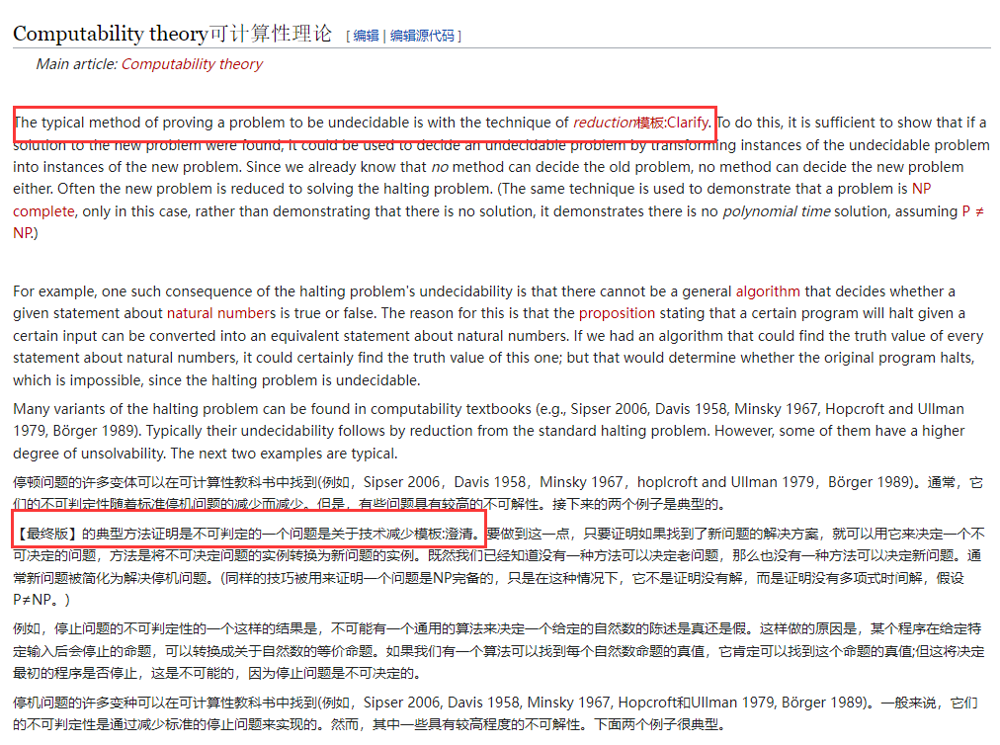 Computability theory可计算性理论 [ 编辑 | 编辑源代码 ]
Main article: Computability theory
The typical method of proving a problem to be undecidable is with the technique of reduction模板:Clarify. To do this, it is sufficient to show that if a
solution to the new problem were found, it could be used to decide an undecidable problem by transforming instances of the undecidable problem
into instances of the new problem. Since we already know that no method can decide the old problem, no method can decide the new problem
either. Often the new problem is reduced to solving the halting problem. (The same technique is used to demonstrate that a problem is NP
complete, only in this case, rather than demonstrating that there is no solution, it demonstrates there is no polynomial time solution, assuming P ≠
NP.)
For example, one such consequence of the halting problem's undecidability is that there cannot be a general algorithm that decides whether a
given statement about natural numbers is true or false. The reason for this is that the proposition stating that a certain program will halt given a
certain input can be converted into an equivalent statement about natural numbers. If we had an algorithm that could find the truth value of every
statement about natural numbers, it could certainly find the truth value of this one; but that would determine whether the original program halts,
which is impossible, since the halting problem is undecidable.
Many variants of the halting problem can be found in computability textbooks (e.g., Sipser 2006, Davis 1958, Minsky 1967, Hopcroft and Ullman
1979, Börger 1989). Typically their undecidability follows by reduction from the standard halting problem. However, some of them have a higher
degree of unsolvability. The next two examples are typical.
停顿问题的许多变体可以在可计算性教科书中找到(例如，Sipser 2006，Davis 1958，Minsky 1967，hoplcroft and Ullman 1979，Börger 1989)。通常，它
们的不可判定性随着标准停机问题的减少而减少。但是，有些问题具有较高的不可解性。接下来的两个例子是典型的。
【最终版】的典型方法证明是不可判定的一个问题是关于技术减少模板:澄清。要做到这一点，只要证明如果找到了新问题的解决方案，就可以用它来决定一个不
可决定的问题，方法是将不可决定问题的实例转换为新问题的实例。既然我们已经知道没有一种方法可以决定老问题，那么也没有一种方法可以决定新问题。通
常新问题被简化为解决停机问题。(同样的技巧被用来证明一个问题是NP完备的，只是在这种情况下，它不是证明没有解，而是证明没有多项式时间解，假设
P≠NP。)
例如，停止问题的不可判定性的一个这样的结果是，不可能有一个通用的算法来决定一个给定的自然数的陈述是真还是假。这样做的原因是，某个程序在给定特
定输入后会停止的命题，可以转换成关于自然数的等价命题。如果我们有一个算法可以找到每个自然数命题的真值，它肯定可以找到这个命题的真值;但这将决定
最初的程序是否停止，这是不可能的，因为停止问题是不可决定的。
停机问题的许多变种可以在可计算性教科书中找到(例如，Sipser 2006, Davis 1958, Minsky 1967, Hopcroft和Ullman 1979, Börger 1989)。一般来说，它们
的不可判定性是通过减少标准的停止问题来实现的。然而，其中一些具有较高程度的不可解性。下面两个例子很典型。